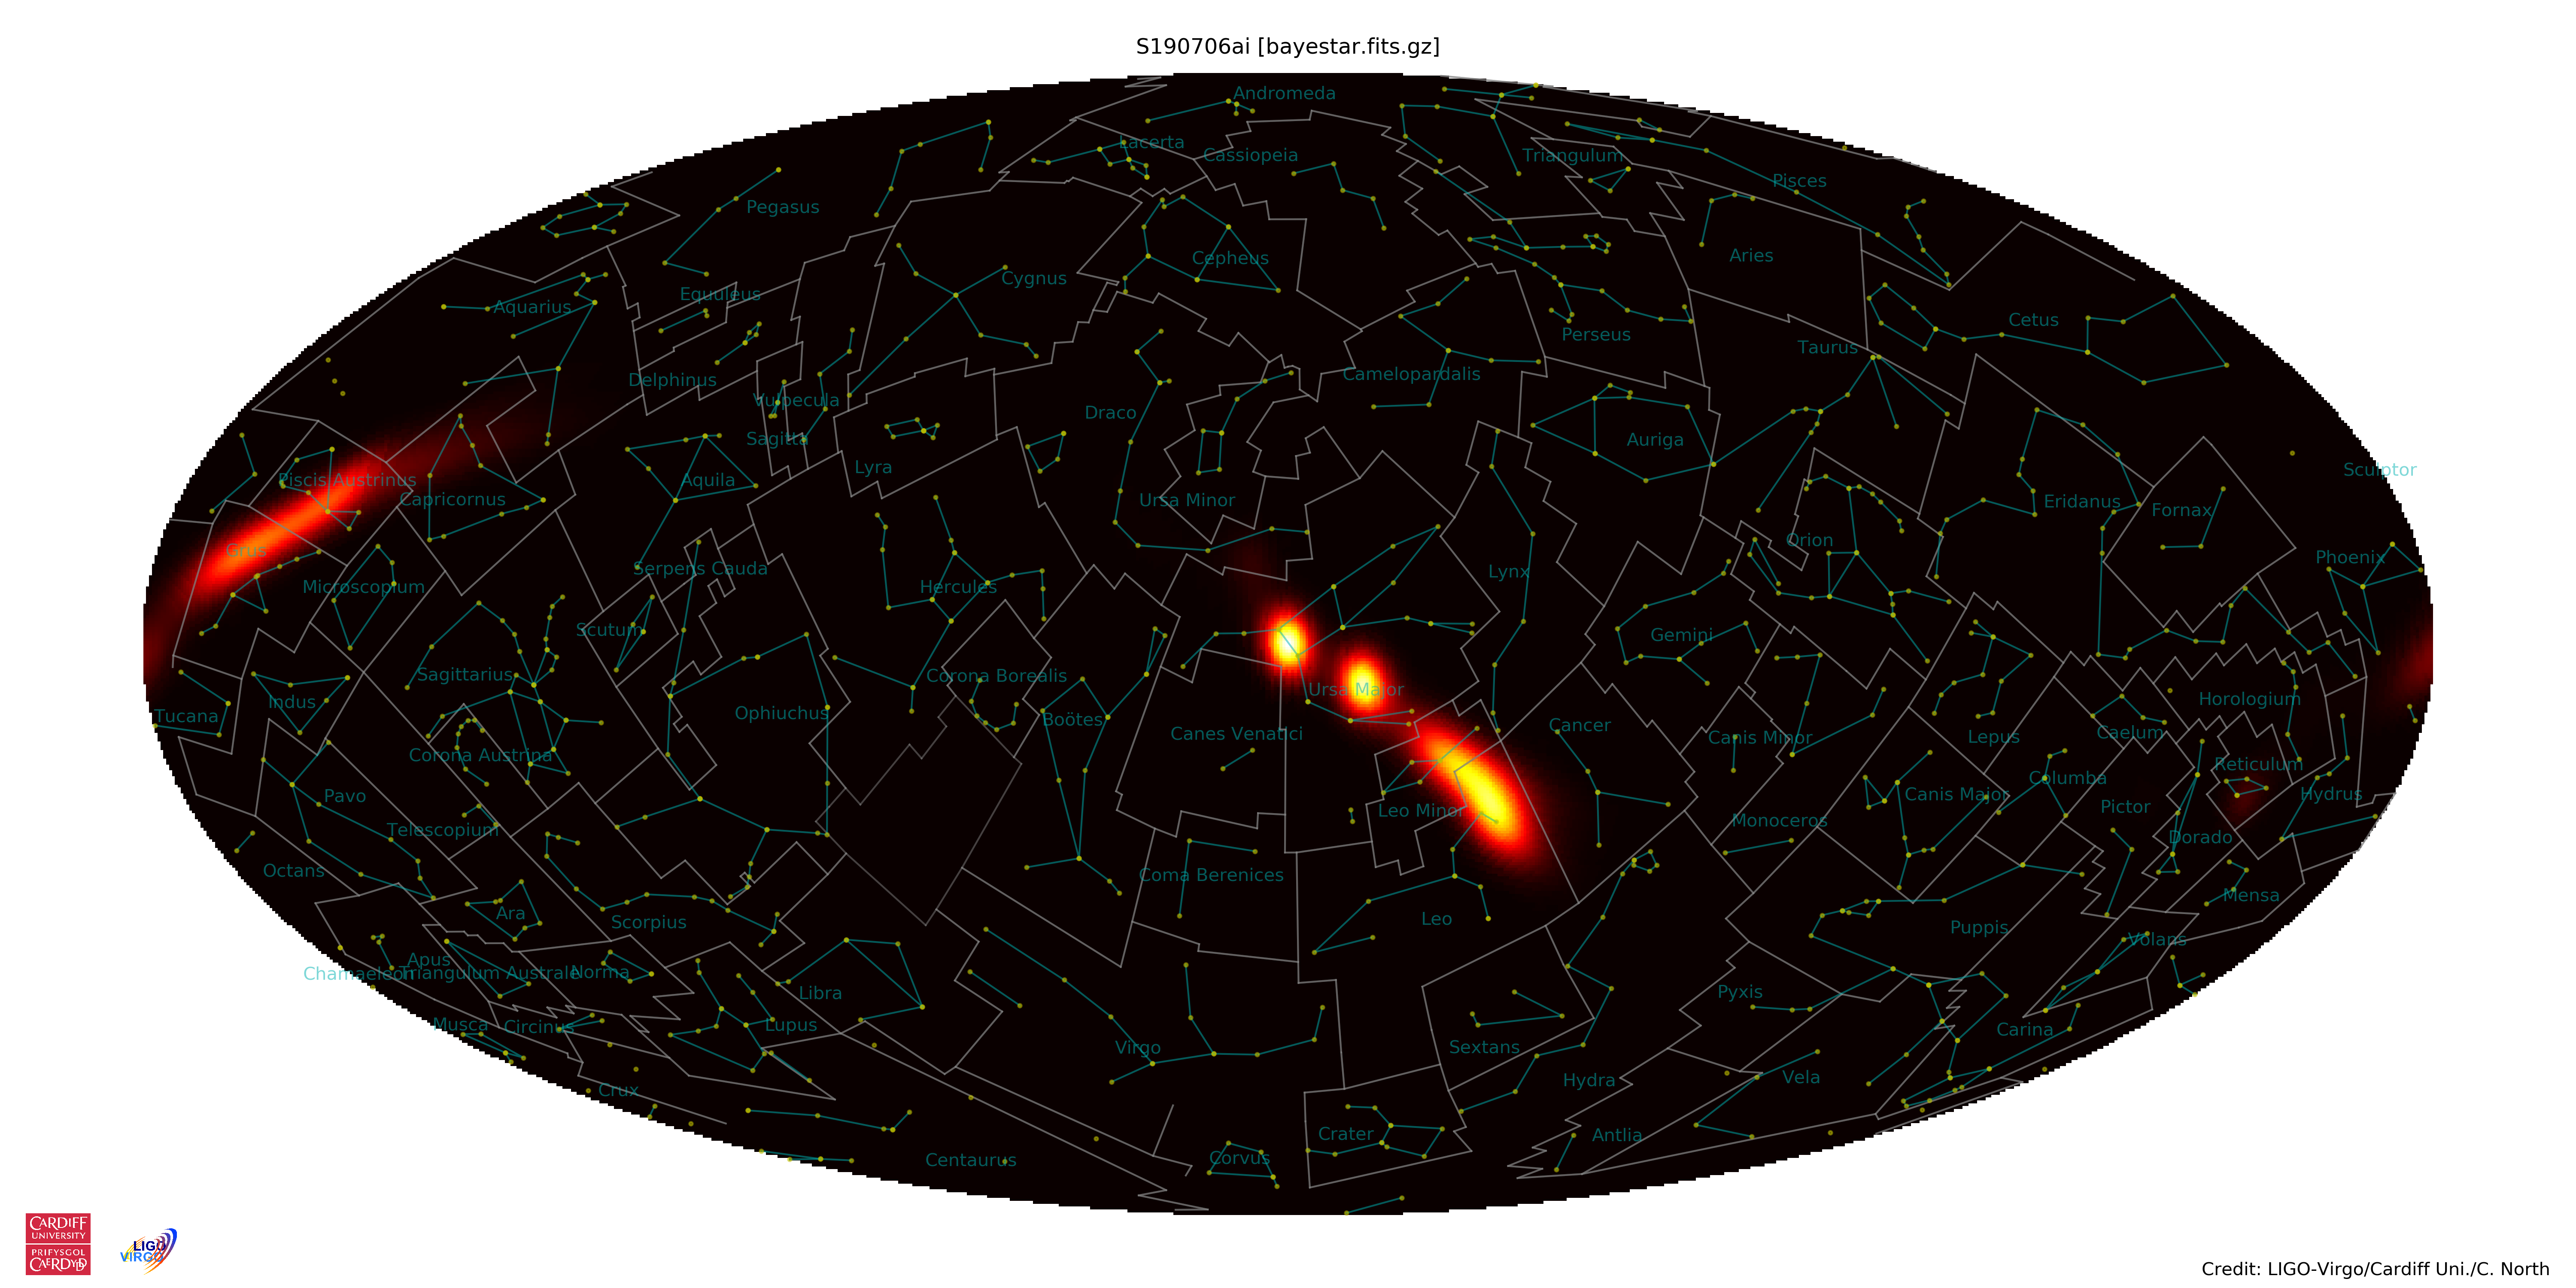 S190706ai [bayestar.fits.gz]
Andromeda
Lacerta
Cassiopeia
Triangulum
Pisces
Pegasus
Cepheus
Aries
Cygnus
Equuleus
Aquarius
Cetus
Perseus
Taurus
Camelopardalis
Delphinus
Vulpecula
Draco
Sagitta
Auriga
Lyra
Sculptor
Piscis Austrinus
Aquila
Capricornus
Ursa Minor
Eridanus
Fornax
Orion
Grus
Phoenix
Serpens Cauda
Lynx
Microscopium
Hercules
Scutum
Gemini
Sagittarius
Corona Borealis
Ursa Major
Horologium
Indus
Tucana
Ophiuchus
Boötes
Cancer
Canes Venatici
Caelum
Canis Minor
Lepus
Corona Austrina
Reticulum
Columba
Pavo
Canis Major
Hydrus
Pictor
Leo Minor
Monoceros
Telescopium
Dorado
Octans
Coma Berenices
Mensa
Ara
Leo
Scorpius
Puppis
Volans
Apus
Chamaeleon
Triangulum Australe
Norma
Libra
Pyxis
Musca
Circinus
Lupus
Carina
Virgo
Sextans
Vela
Hydra
Crux
Crater
Antlia
Corvus
Centaurus
CARDIFF
UNIVERSITY
PRIFYSGOL
CAERDYD
LIGO
VIRGO
Credit: LIGO-Virgo/Cardiff Uni./C. North